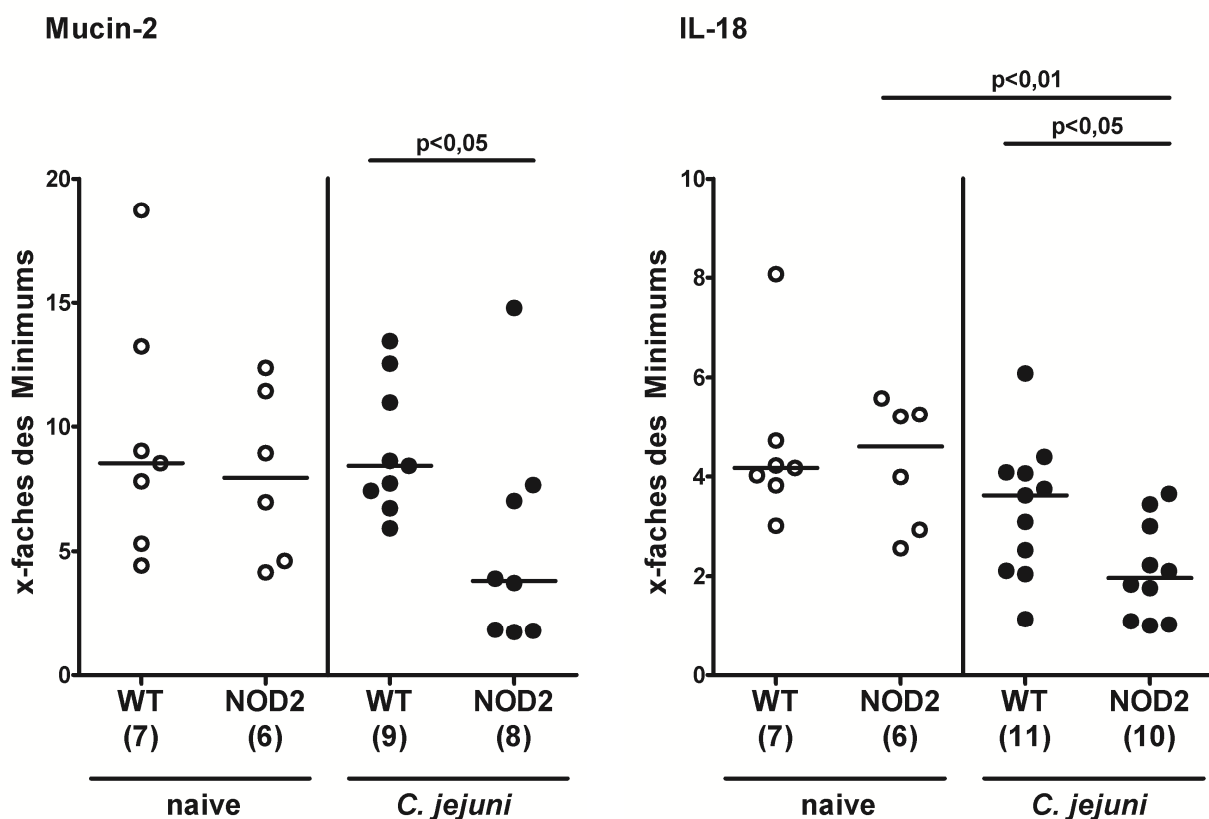 Mucin-2
p<0,05
x-faches des Minimums
20
15
10
5
0
WT NOD2 WT NOD2
(7) (6) (9) (8)
naive C. jejuni
IL-18
p<0,01
p<0,05
x-faches des Minimums
10
8
6
4
2
0
WT NOD2 WT NOD2
(7) (6) (11) (10)
naive C. jejuni